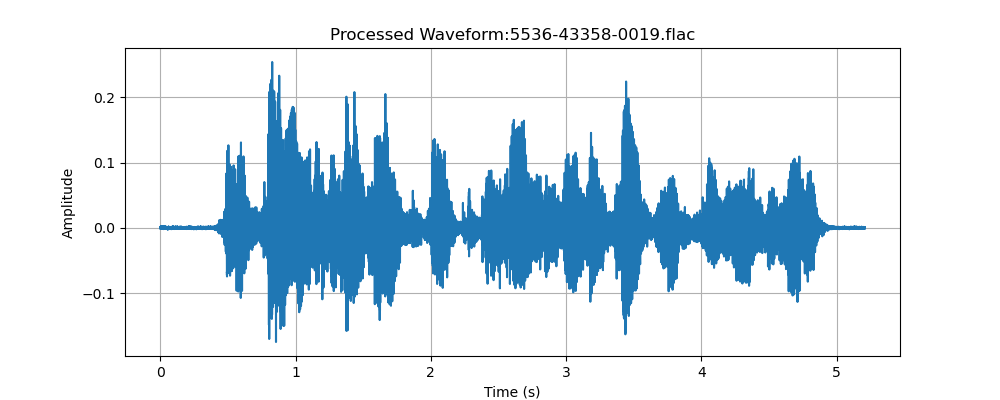 Processed Waveform:5536-43358-0019.flac
0.2
0.1
0.0
−0.1
Amplitude
0 1 2 3 4 5
Time (s)